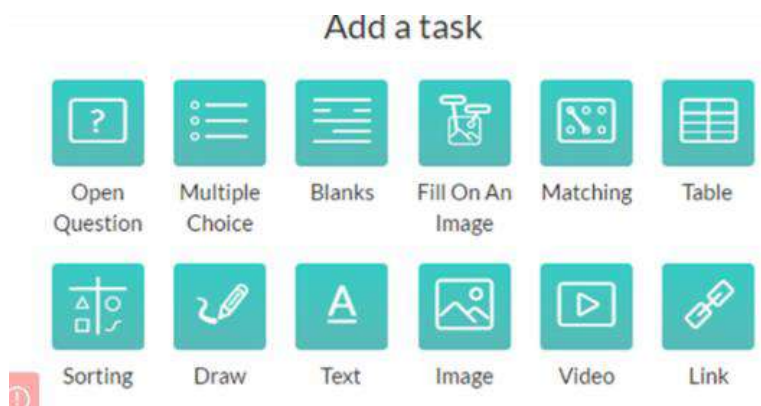 Add a task
Open Question
Multiple Choice
Blanks
Fill On An Image
Matching
Table
Sorting
Draw
Text
Image
Video
Link